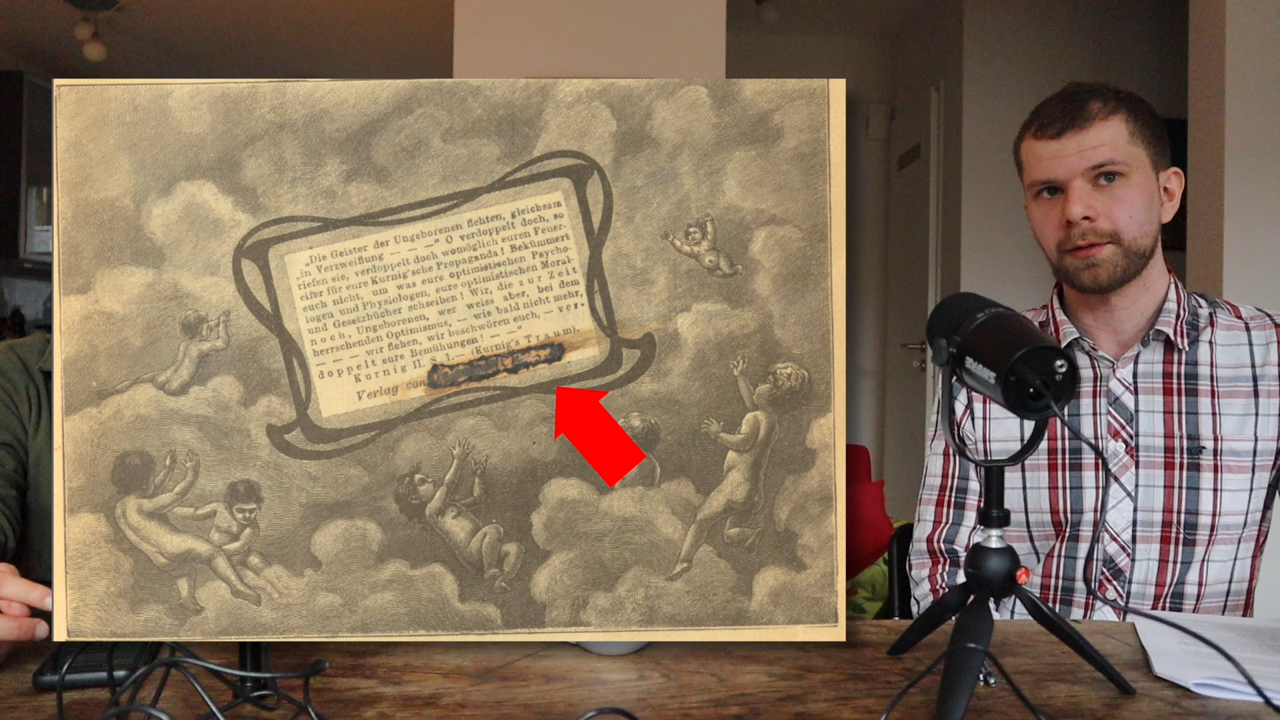 „Die Geister der Ungeborenen flehten, gleichsam
„in Verzweiflung — — —“ O verdoppelt doch, so
riefen sie, verdoppelt doch womöglich euren Feuer-
eifer für eure Kurnig'sche Propaganda! Bekümmert
euch nicht, um was eure optimistischen Psycho-
logen und Physiologen, eure optimistischen Moral-
und Gesetzbücher schreiben! Wir, die zur Zeit
noch, Ungeborenen, wer weiss aber, bei dem
herrschenden Optimismus, — wie bald nicht mehr,
— — — wir flehen, wir beschwören euch, — ver-
doppelt eure Bemühungen! — —“
Kurnig II. S. 1.— (Kurnig's Traum).
Verlag von
SHURE